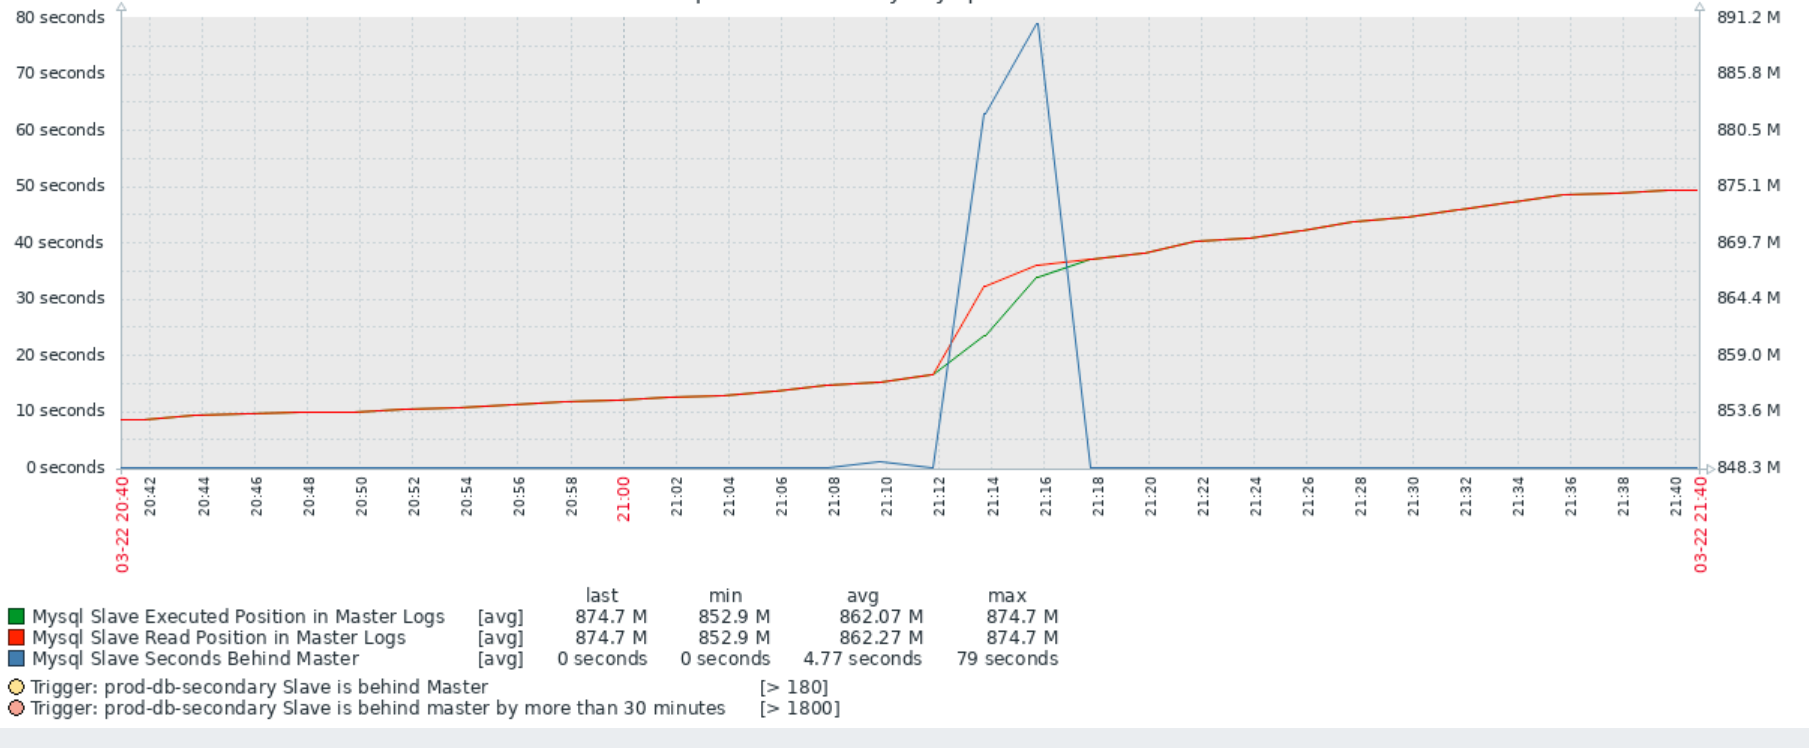 80 seconds
70 seconds
60 seconds
50 seconds
40 seconds
30 seconds
20 seconds
10 seconds
0 seconds
891.2 M
885.8 M
880.5 M
875.1 M
869.7 M
864.4 M
859.0 M
853.6 M
848.3 M
03-22 20:40
20:42
20:44
20:46
20:48
20:50
20:52
20:54
20:56
20:58
21:00
21:02
21:04
21:06
21:08
21:10
21:12
21:14
21:16
21:18
21:20
21:22
21:24
21:26
21:28
21:30
21:32
21:34
21:36
21:38
21:40
03-22 21:40
last min avg max
Mysql Slave Executed Position in Master Logs [avg] 874.7 M 852.9 M 862.07 M 874.7 M
Mysql Slave Read Position in Master Logs [avg] 874.7 M 852.9 M 862.27 M 874.7 M
Mysql Slave Seconds Behind Master [avg] 0 seconds 0 seconds 4.77 seconds 79 seconds
Trigger: prod-db-secondary Slave is behind Master [> 180]
Trigger: prod-db-secondary Slave is behind master by more than 30 minutes [> 1800]